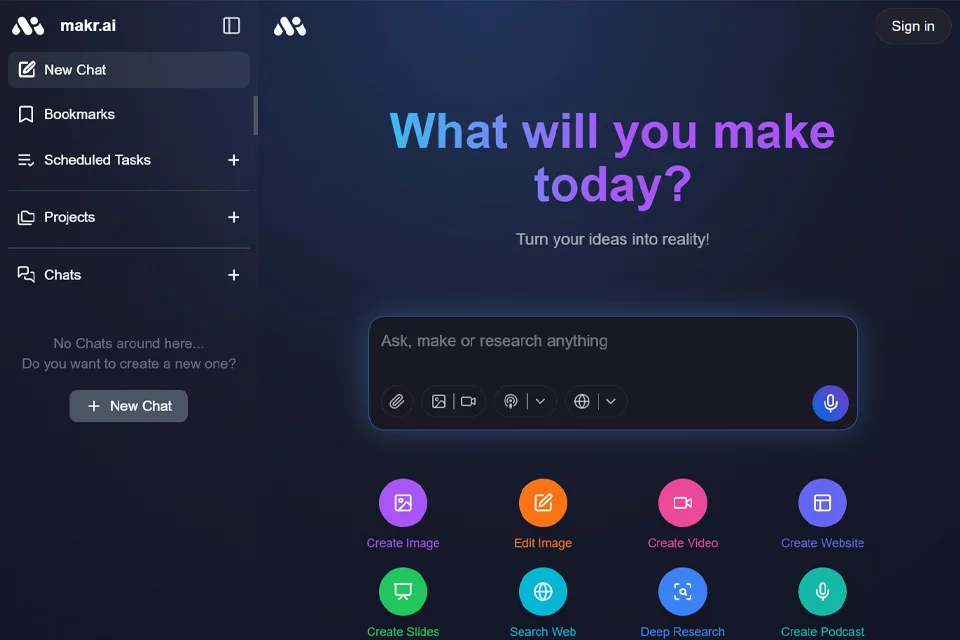 makr.ai
Sign in
New Chat
Bookmarks
Scheduled Tasks
Projects
Chats
No Chats around here...
Do you want to create a new one?
New Chat
What will you make
today?
Turn your ideas into reality!
Ask, make or research anything
Create Image
Edit Image
Create Video
Create Website
Create Slides
Search Web
Deep Research
Create Podcast